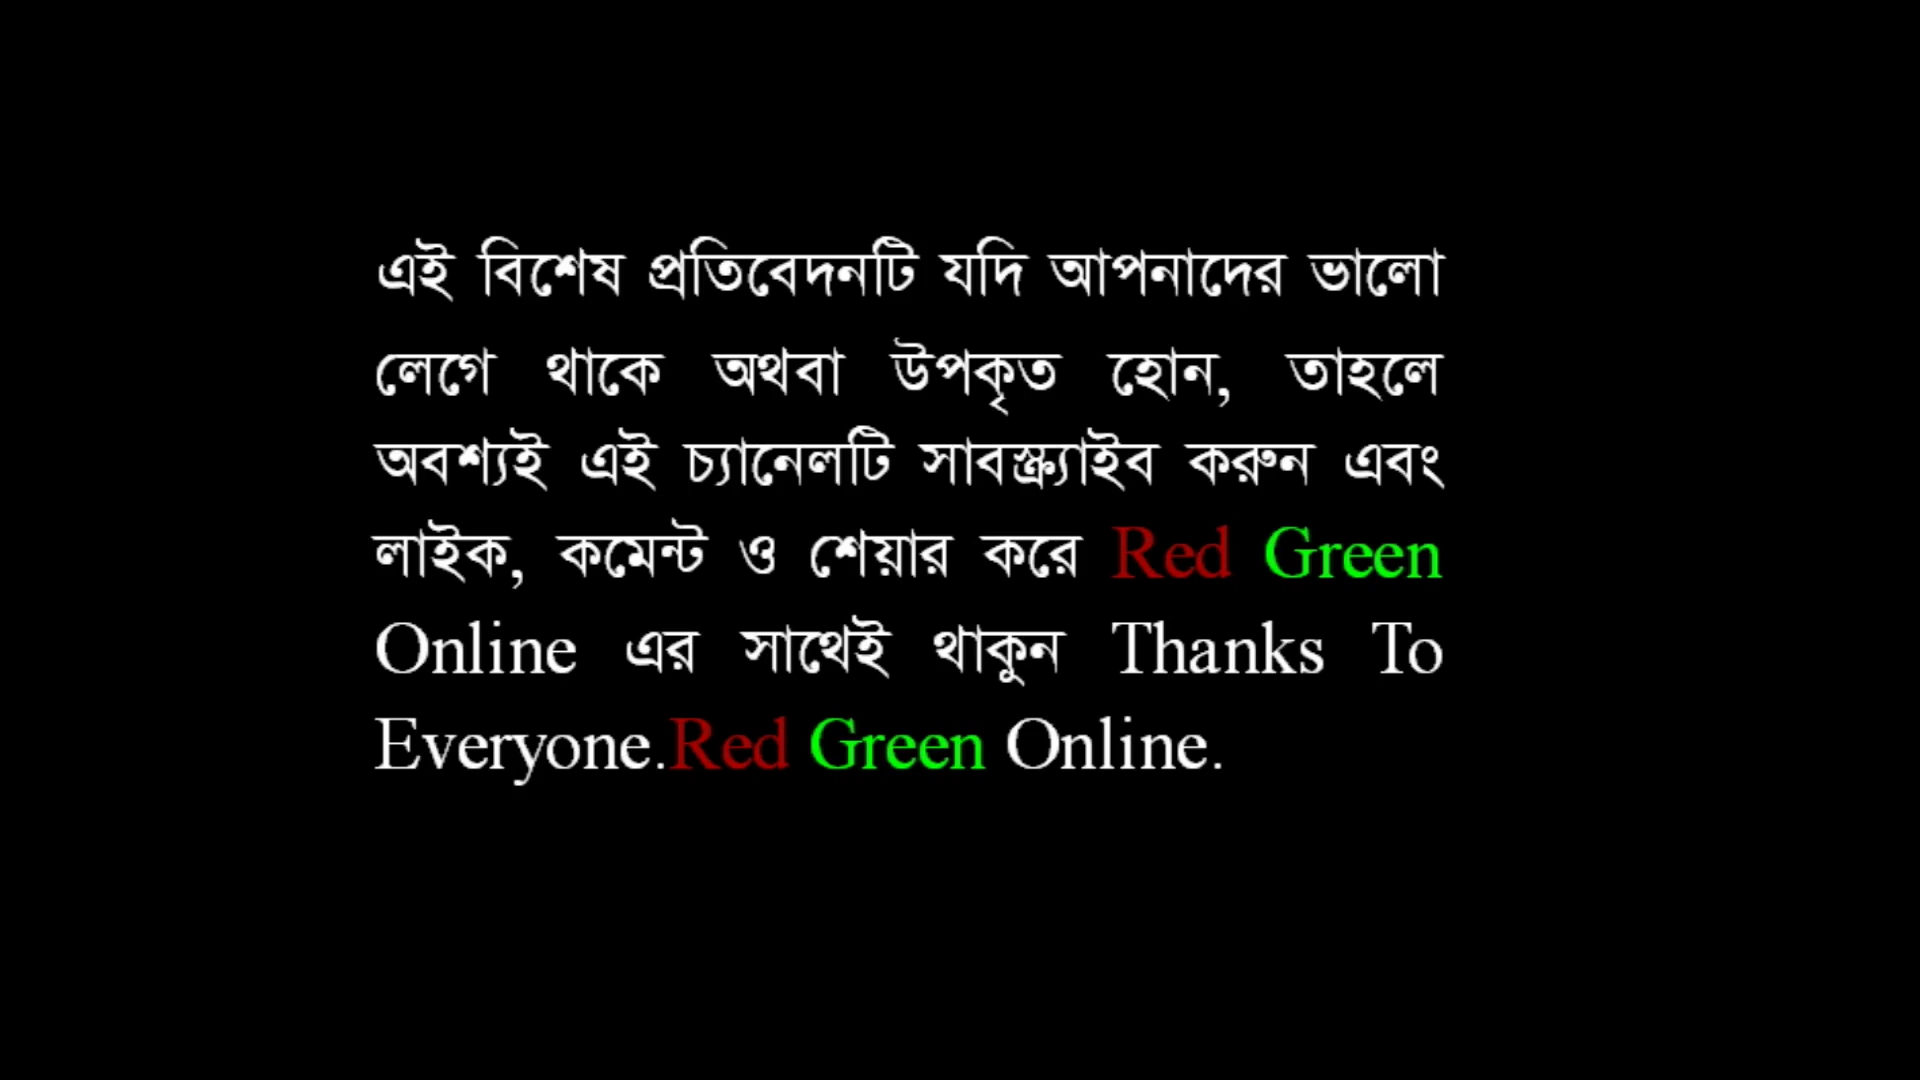 এই বিশেষ প্রতিবেদনটি যদি আপনাদের ভালো
লেগে থাকে অথবা উপকৃত হোন, তাহলে
অবশ্যই এই চ্যানেলটি সাবস্ক্র্যাইব করুন এবং
লাইক, কমেন্ট ও শেয়ার করে Red Green
Online এর সাথেই থাকুন Thanks To
Everyone.Red Green Online.